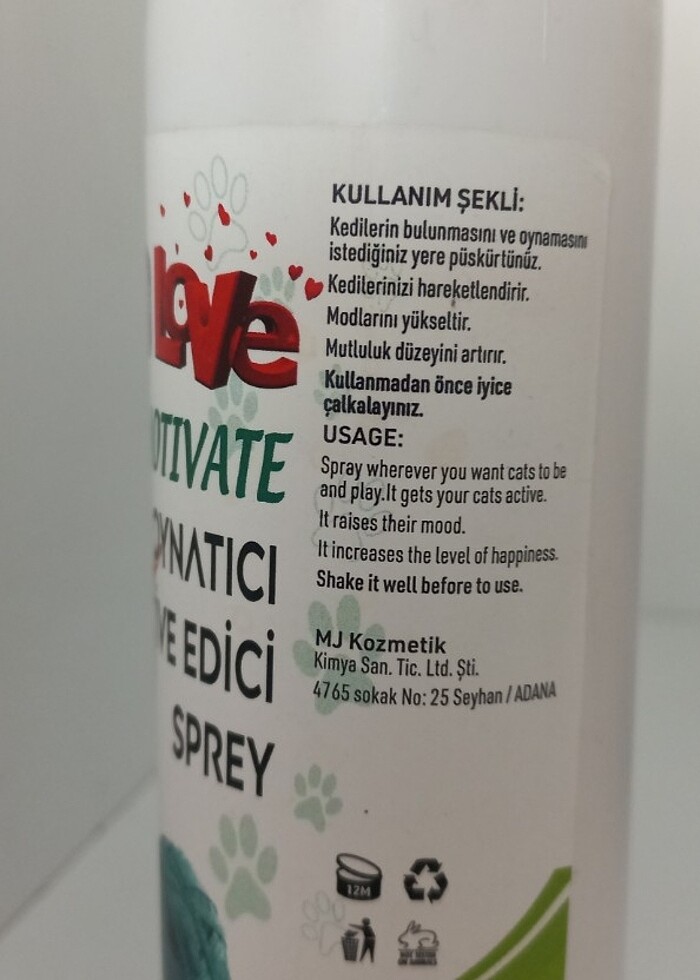 Love
OTIVATE
OYNATICI
VE EDİCİ
SPREY
KULLANIM ŞEKLİ:
Kedilerin bulunmasını ve oynamasını
istediğiniz yere püskürtünüz.
Kedilerinizi hareketlendirir.
Modlarını yükseltir.
Mutluluk düzeyini artırır.
Kullanmadan önce iyice
çalkalayınız.
USAGE:
Spray wherever you want cats to be
and play.It gets your cats active.
It raises their mood.
It increases the level of happiness.
Shake it well before to use.
MJ Kozmetik
Kimya San. Tic. Ltd. Şti.
4765 sokak No: 25 Seyhan / ADANA
12M